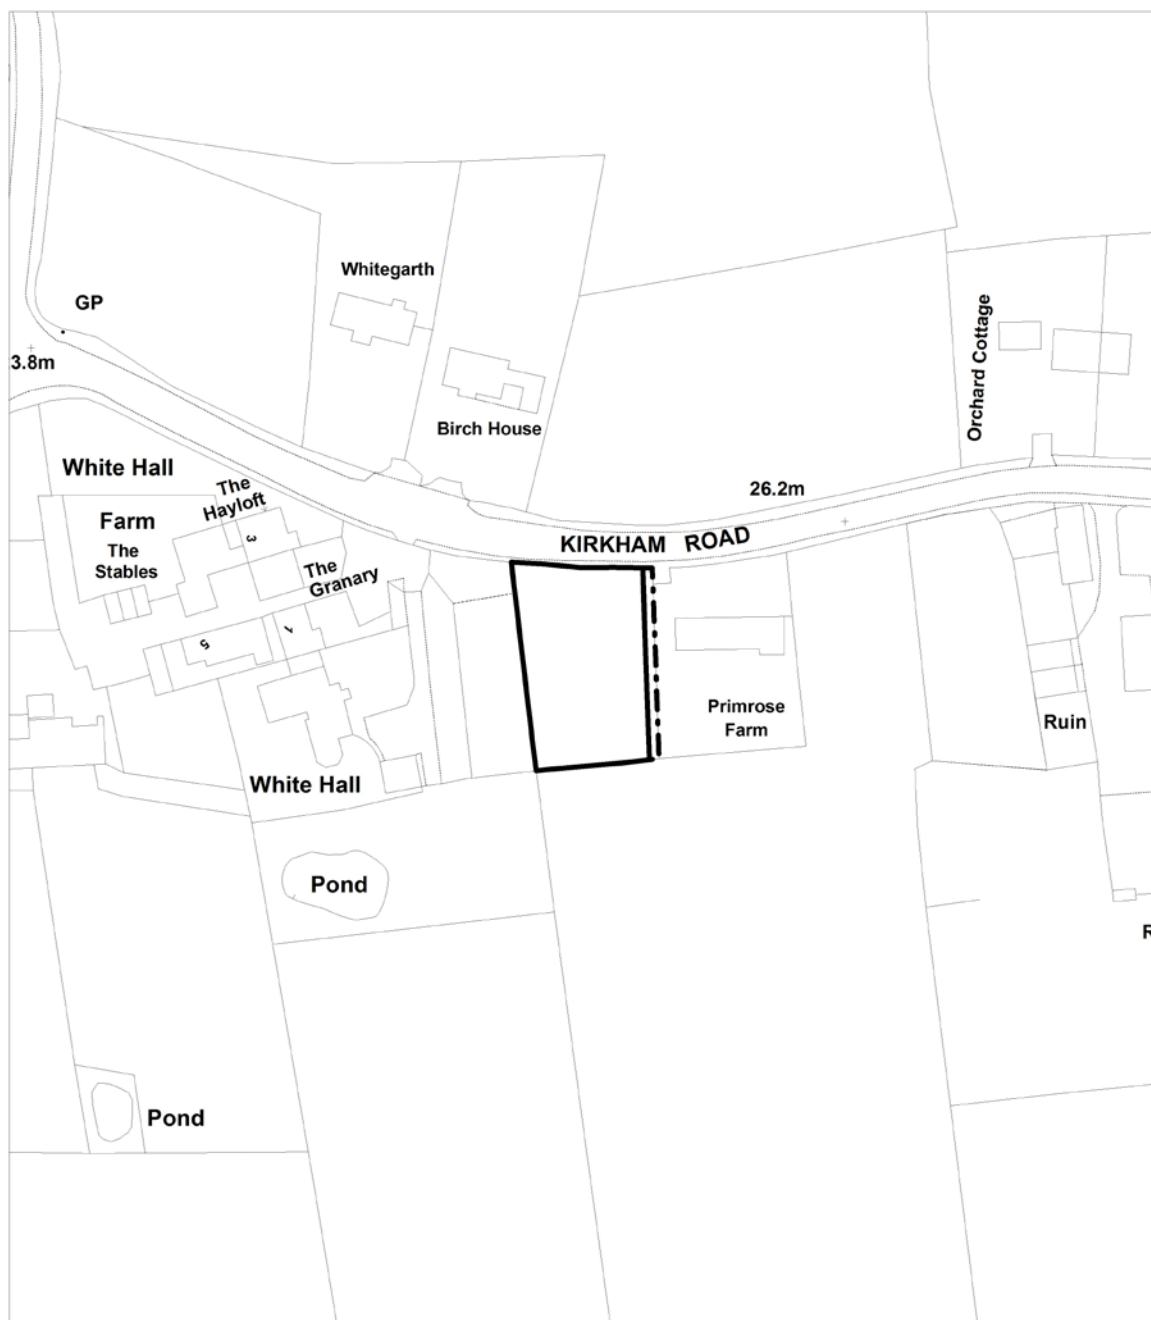 Whitegarth
GP
3.8m
Orchard Cottage
Birch House
White Hall
The
Hayloft
26.2m
Farm
3
The
Stables
KIRKHAM ROAD
The
Granary
1
5
Primrose
Farm
Ruin
White Hall
Pond
R
Pond